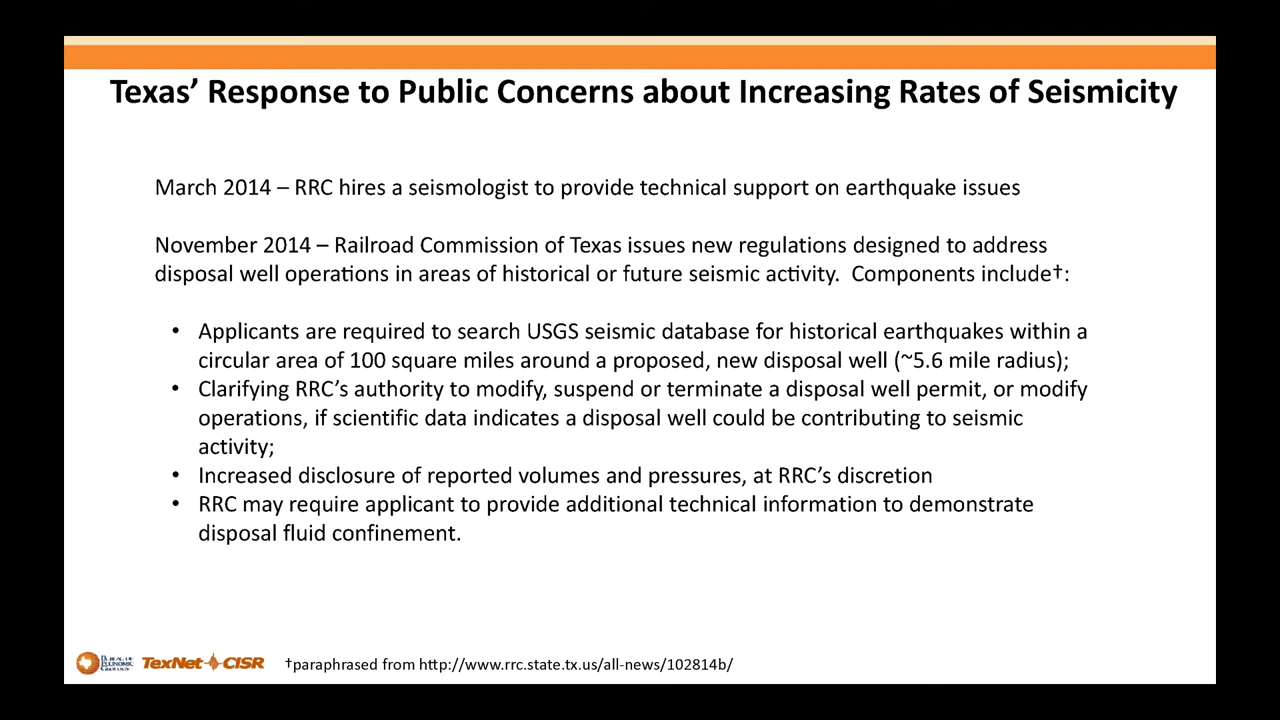 Texas’ Response to Public Concerns about Increasing Rates of Seismicity
March 2014 – RRC hires a seismologist to provide technical support on earthquake issues
November 2014 – Railroad Commission of Texas issues new regulations designed to address
disposal well operations in areas of historical or future seismic activity.  Components include†:
• Applicants are required to search USGS seismic database for historical earthquakes within a
circular area of 100 square miles around a proposed, new disposal well (~5.6 mile radius);
• Clarifying RRC’s authority to modify, suspend or terminate a disposal well permit, or modify
operations, if scientific data indicates a disposal well could be contributing to seismic
activity;
• Increased disclosure of reported volumes and pressures, at RRC’s discretion
• RRC may require applicant to provide additional technical information to demonstrate
disposal fluid confinement.
Bureau of
Economic
Geology
TexNet CISR
†paraphrased from http://www.rrc.state.tx.us/all-news/102814b/